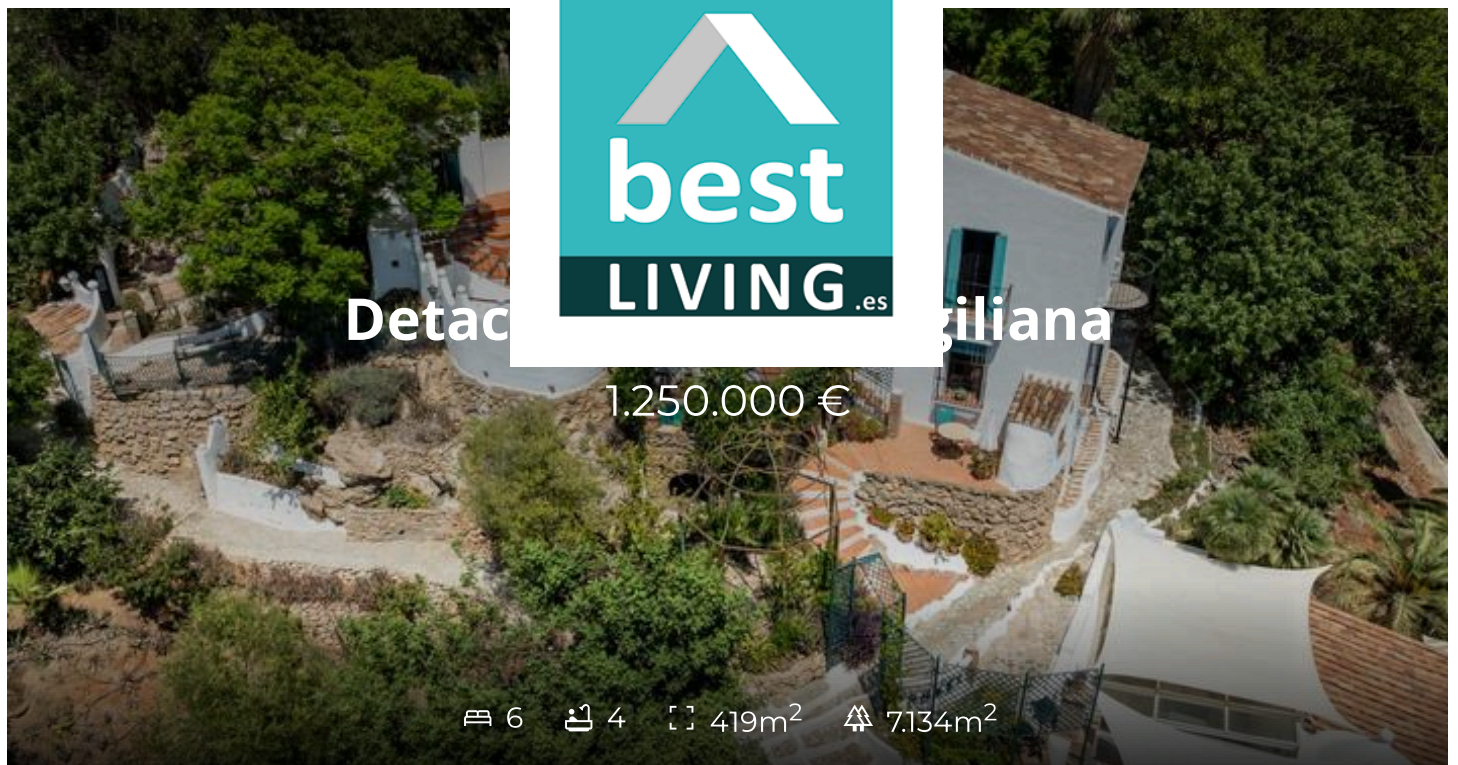 best
LIVING.es
Detac giliana
1.250.000 €
6 4 419m² 7.134m²